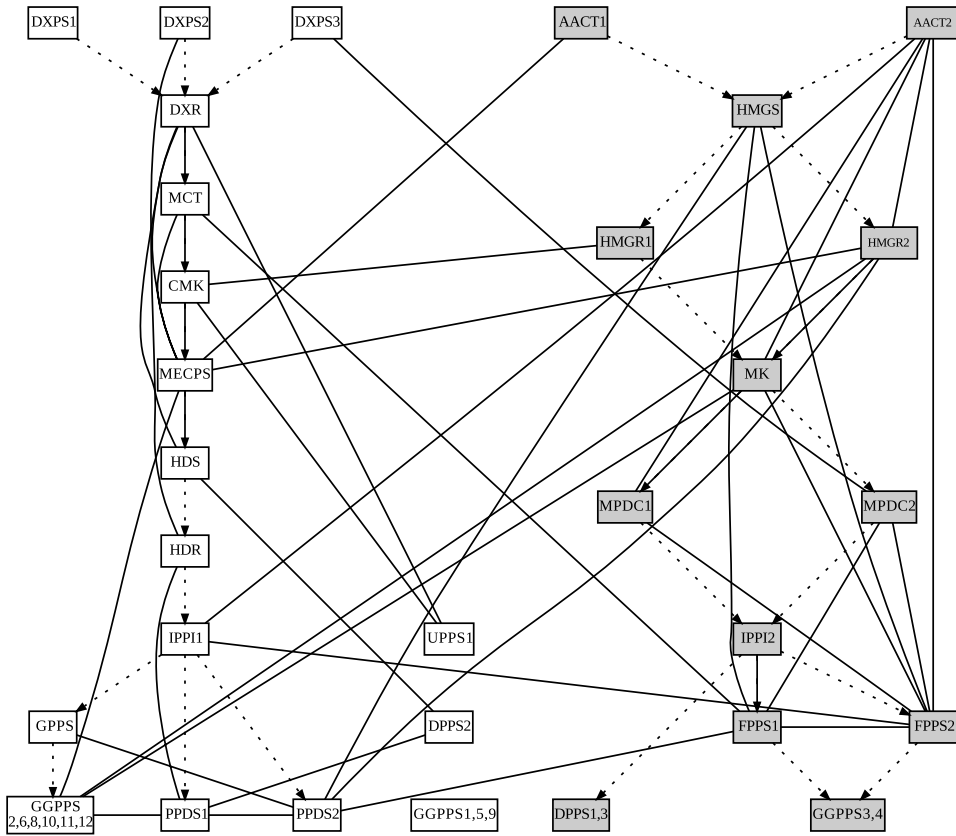 DXPS1
DXPS2
DXPS3
AACT1
AACT2
DXR
HMGS
MCT
HMGR1
HMGR2
CMK
MECPS
MK
HDS
MPDC1
MPDC2
HDR
IPPI1
UPPS1
IPPI2
GPPS
DPPS2
FPPS1
FPPS2
GGPPS
2,6,8,10,11,12
PPDS1
PPDS2
GGPPS1,5,9
DPPS1,3
GGPPS3,4